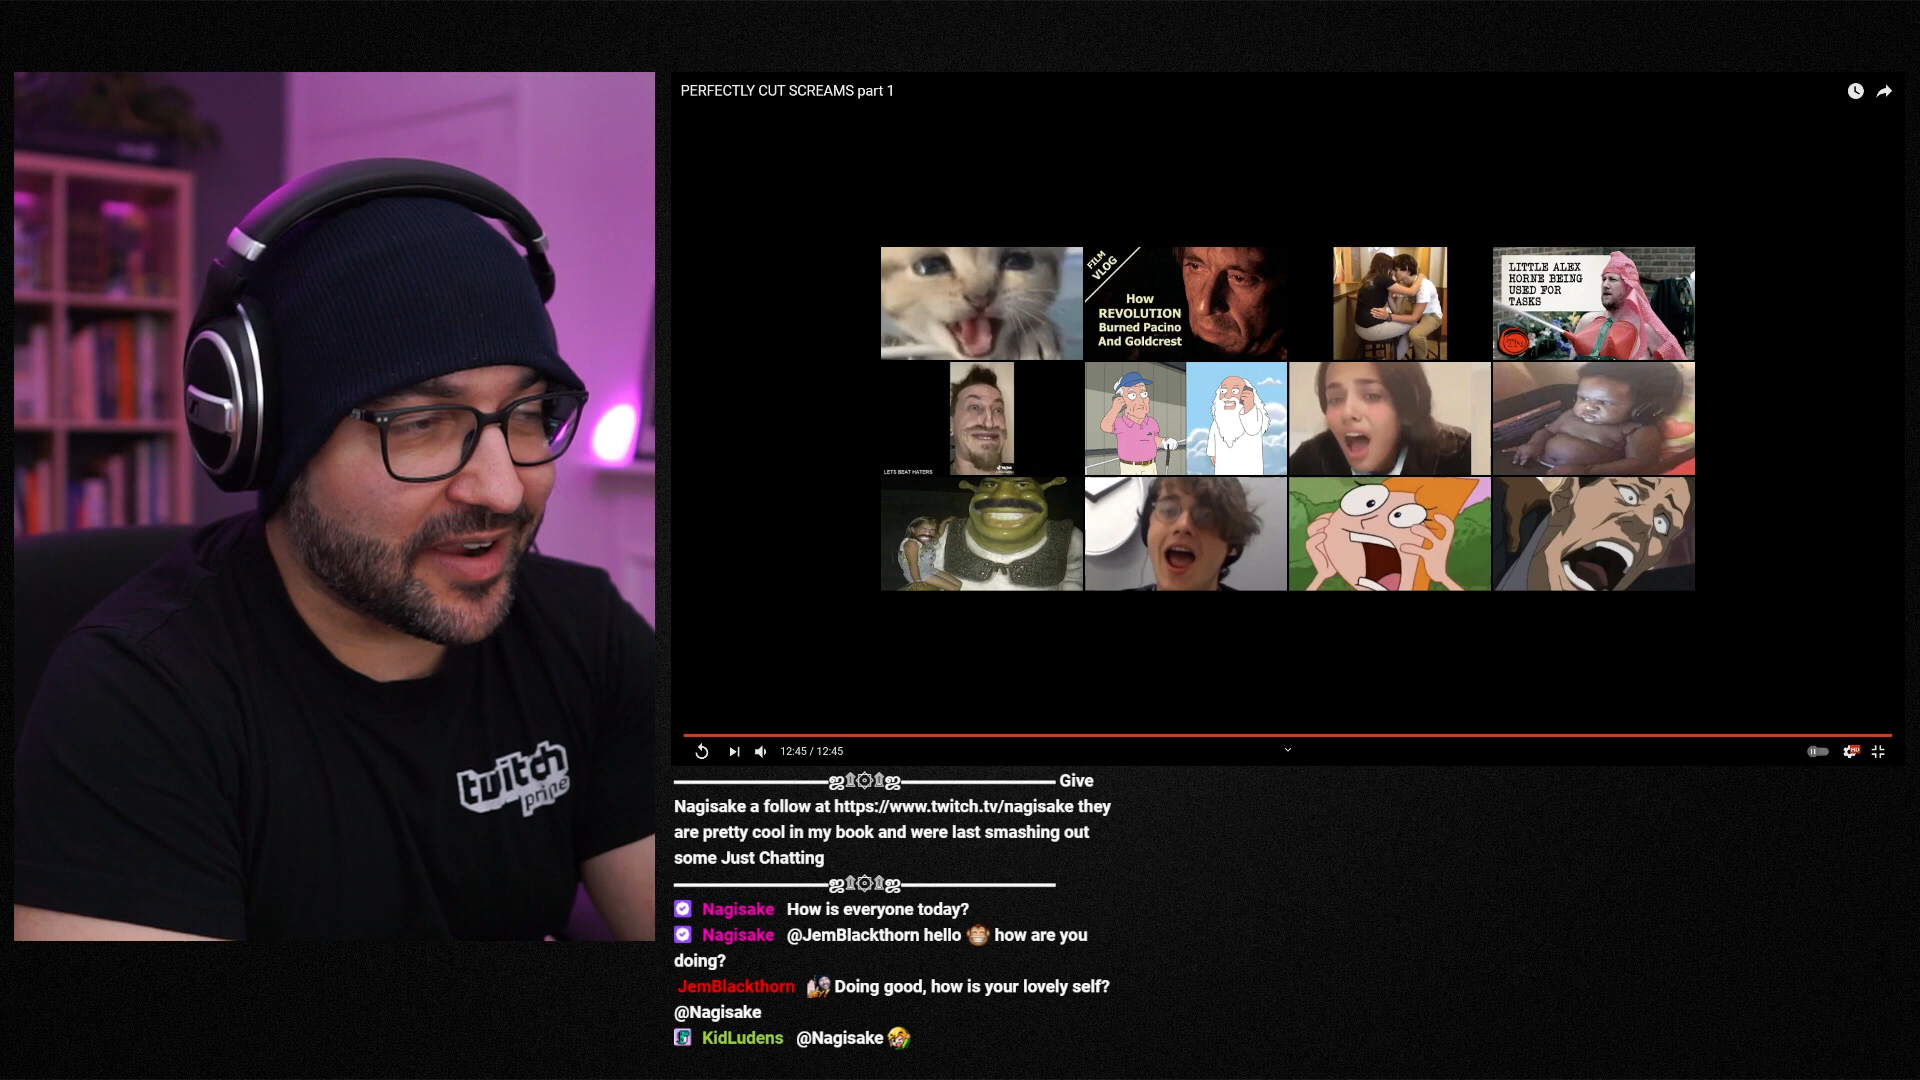 PERFECTLY CUT SCREAMS part 1
FILM
VLOG
How
REVOLUTION
Burned Pacino
And Goldcrest
LITTLE ALEX
HORNE BEING
USED FOR
TASKS
LETS BEAT HATERS
twitch
prime
12:45 / 12:45
HD
Give
Nagisake a follow at https://www.twitch.tv/nagisake they
are pretty cool in my book and were last smashing out
some Just Chatting
Nagisake How is everyone today?
Nagisake @JemBlackthorn hello how are you
doing?
JemBlackthorn Doing good, how is your lovely self?
@Nagisake
KidLudens @Nagisake